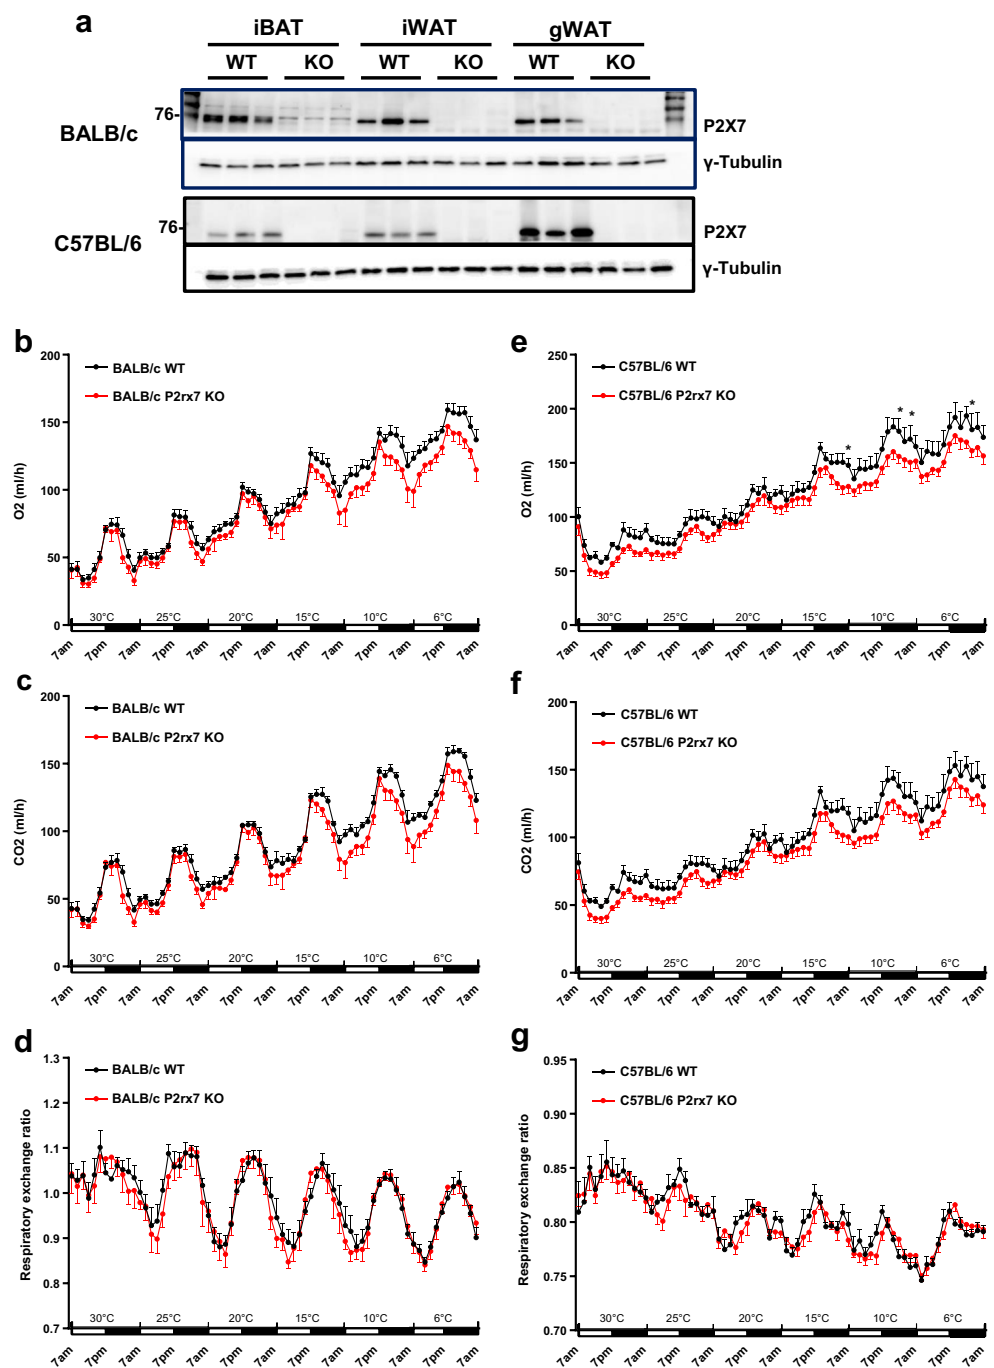 a
iBAT iWAT gWAT
WT KO WT KO WT KO
76-
BALB/c
P2X7
γ-Tubulin
76-
C57BL/6
P2X7
γ-Tubulin
b
200
150
100
50
0
O2 (ml/h)
BALB/c WT
BALB/c P2rx7 KO
30°C 25°C 20°C 15°C 10°C 6°C
7am 7pm 7am 7pm 7am 7pm 7am 7pm 7am 7pm 7am 7pm 7am
e
250
200
150
100
50
0
O2 (ml/h)
C57BL/6 WT
C57BL/6 P2rx7 KO
* * * *
30°C 25°C 20°C 15°C 10°C 6°C
7am 7pm 7am 7pm 7am 7pm 7am 7pm 7am 7pm 7am 7pm 7am
c
200
150
100
50
0
CO2 (ml/h)
BALB/c WT
BALB/c P2rx7 KO
30°C 25°C 20°C 15°C 10°C 6°C
7am 7pm 7am 7pm 7am 7pm 7am 7pm 7am 7pm 7am 7pm 7am
f
200
150
100
50
0
CO2 (ml/h)
C57BL/6 WT
C57BL/6 P2rx7 KO
30°C 25°C 20°C 15°C 10°C 6°C
7am 7pm 7am 7pm 7am 7pm 7am 7pm 7am 7pm 7am 7pm 7am
d
1.3
1.2
1.1
1.0
0.9
0.8
0.7
Respiratory exchange ratio
BALB/c WT
BALB/c P2rx7 KO
30°C 25°C 20°C 15°C 10°C 6°C
7am 7pm 7am 7pm 7am 7pm 7am 7pm 7am 7pm 7am 7pm 7am
g
0.95
0.90
0.85
0.80
0.75
0.70
Respiratory exchange ratio
C57BL/6 WT
C57BL/6 P2rx7 KO
30°C 25°C 20°C 15°C 10°C 6°C
7am 7pm 7am 7pm 7am 7pm 7am 7pm 7am 7pm 7am 7pm 7am